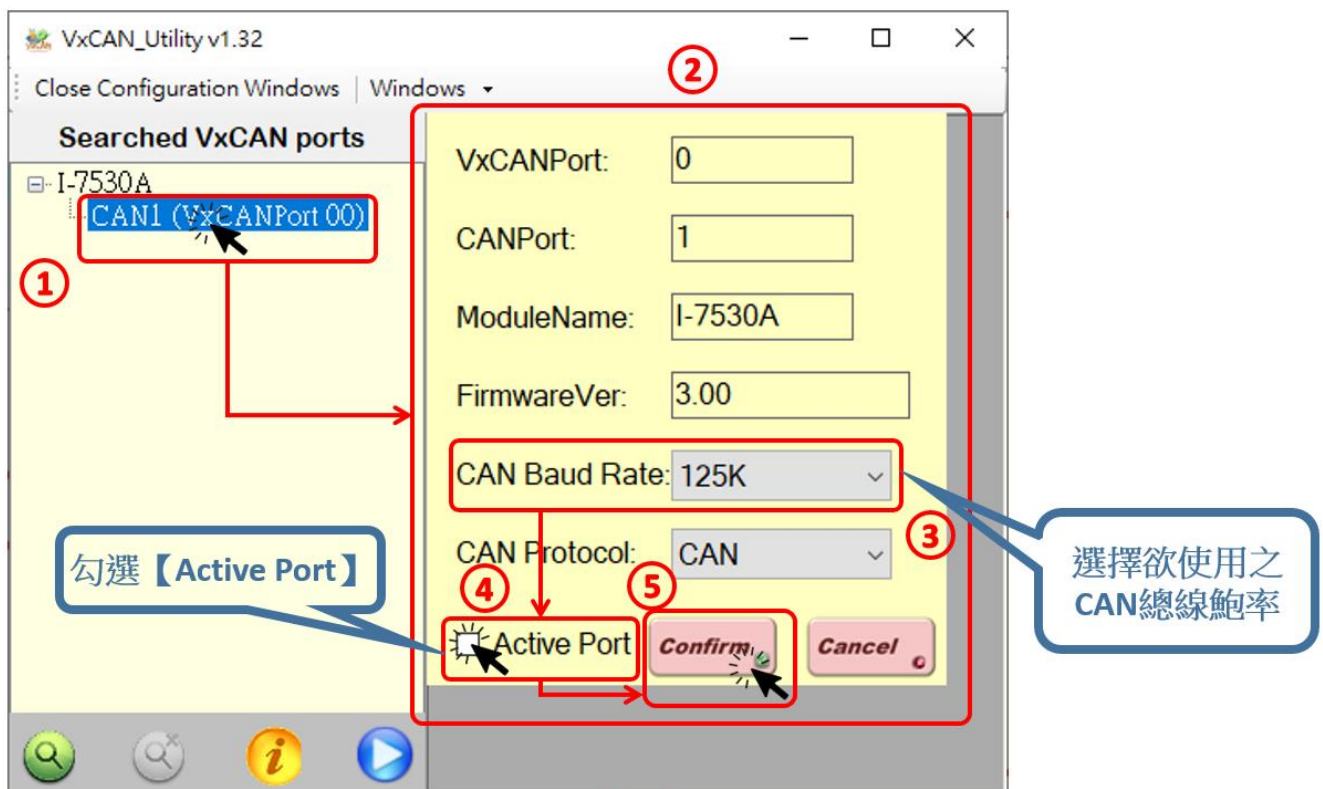 VxCAN_Utility v1.32
②
Close Configuration Windows | Windows
Searched VxCAN ports
I-7530A
CAN1 (VxCANPort 00)
①
VxCANPort: 0
CANPort: 1
ModuleName: I-7530A
FirmwareVer: 3.00
CAN Baud Rate: 125K
③
CAN Protocol: CAN
④
⑤
Active Port
Confirm
Cancel
勾選【Active Port】
選擇欲使用之
CAN總線鮑率
i